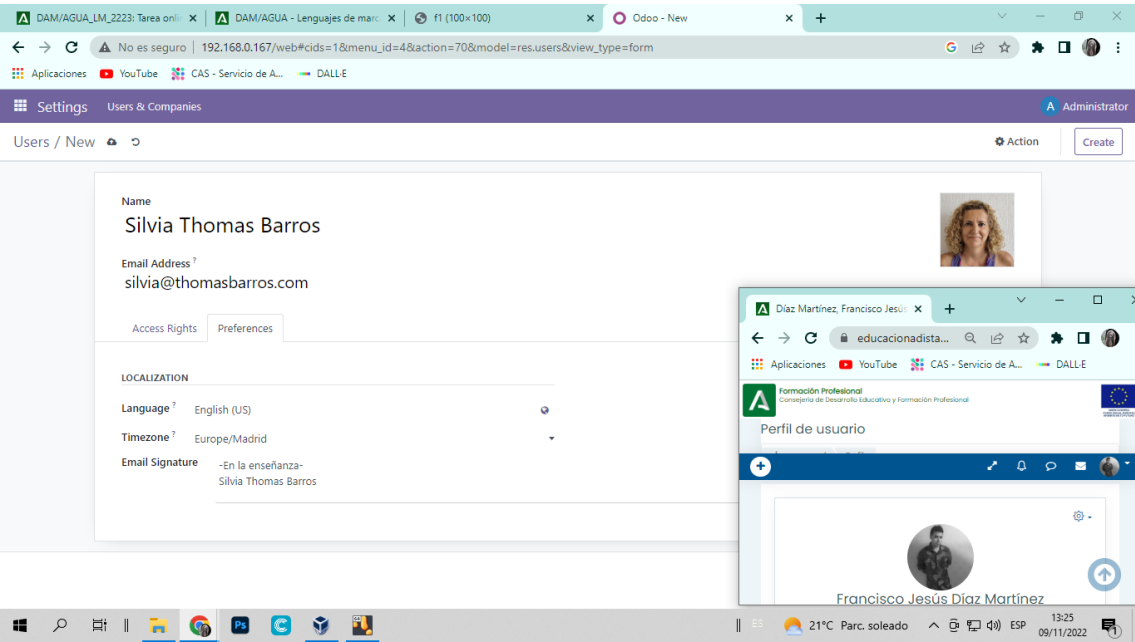 DAM/AGUA_LM_2223: Tarea onli
DAM/AGUA - Lenguajes de marc
f1 (100×100)
Odoo - New
No es seguro
192.168.0.167/web#cids=1&menu_id=4&action=70&model=res.users&view_type=form
Aplicaciones
YouTube
CAS - Servicio de A...
DALL·E
Settings
Users & Companies
A
Administrator
Users / New
Action
Create
Name
Silvia Thomas Barros
Email Address ?
silvia@thomasbarros.com
Access Rights
Preferences
LOCALIZATION
Language ?
English (US)
Timezone ?
Europe/Madrid
Email Signature
-En la enseñanza-
Silvia Thomas Barros
Díaz Martínez, Francisco Jesús
educacionadista...
Aplicaciones
YouTube
CAS - Servicio de A...
DALL·E
Formación Profesional
Consejería de Desarrollo Educativo y Formación Profesional
Perfil de usuario
Francisco Jesús Díaz Martínez
Ps
ES
21°C Parc. soleado
ESP
13:25
09/11/2022
1